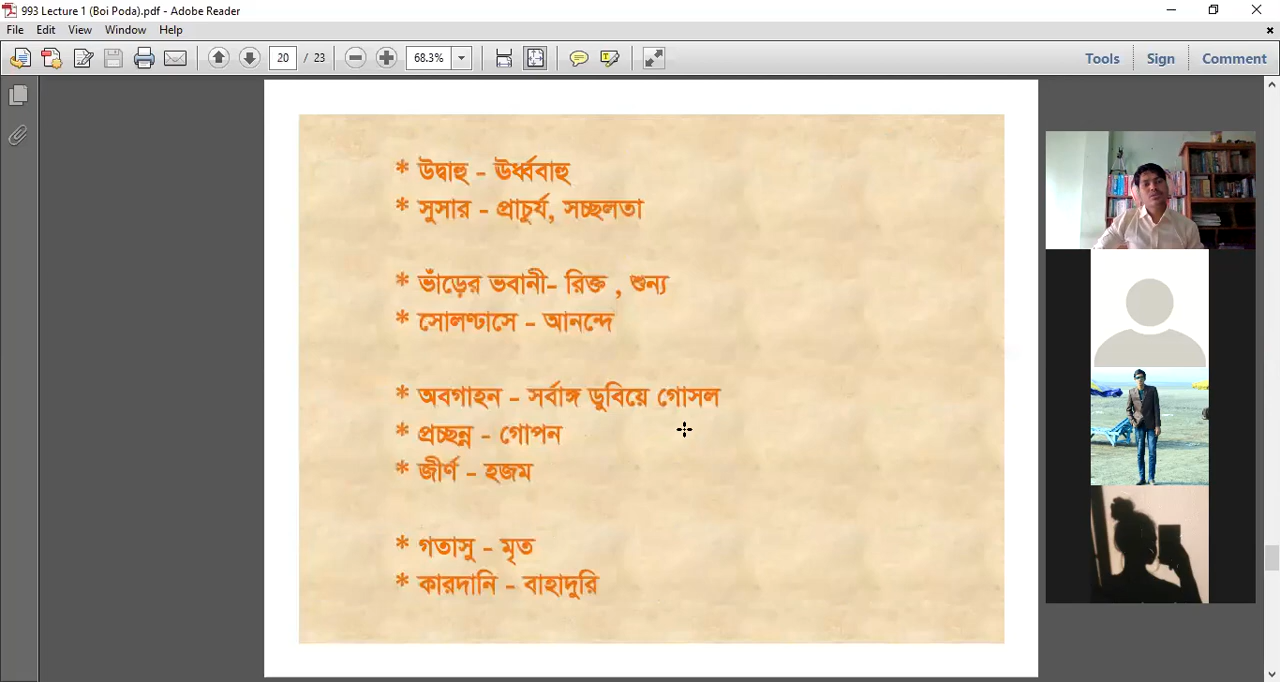 993 Lecture 1 (Boi Poda).pdf - Adobe Reader
File Edit View Window Help
20 / 23 68.3% Tools Sign Comment
* উদ্বাহু - ঊর্ধ্ববাহু
* সুসার - প্রাচুর্য, সচ্ছলতা
* ভাঁড়ের ভবানী- রিক্ত , শুন্য
* সোলণ্ঢাসে - আনন্দে
* অবগাহন - সর্বাঙ্গ ডুবিয়ে গোসল
* প্রচ্ছন্ন - গোপন
* জীর্ণ - হজম
* গতাসু - মৃত
* কারদানি - বাহাদুরি